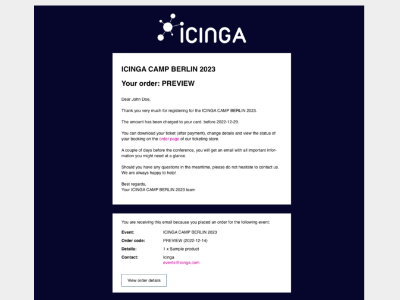 ICINGA
ICINGA CAMP BERLIN 2023
Your order: PREVIEW
Dear John Doe,
Thank you very much for registering for the ICINGA CAMP BERLIN 2023.
The amount has been charged to your card. before 2022-12-23.
You can download your ticket (after payment), change details and view the status of
your booking on the order page of our ticketing store.
A couple of days before the conference, you will get an email with all important infor-
mation you might need at a glance.
Should you have any questions in the meantime, please do not hesitate to contact us.
We are always happy to help!
Best regards,
Your ICINGA CAMP BERLIN 2023 team
You are receiving this email because you placed an order for the following event:
Event: ICINGA CAMP BERLIN 2023
Order code: PREVIEW (2022-12-14)
Details: 1 x Sample product
Contact: Icinga
events@icinga.com
View order details